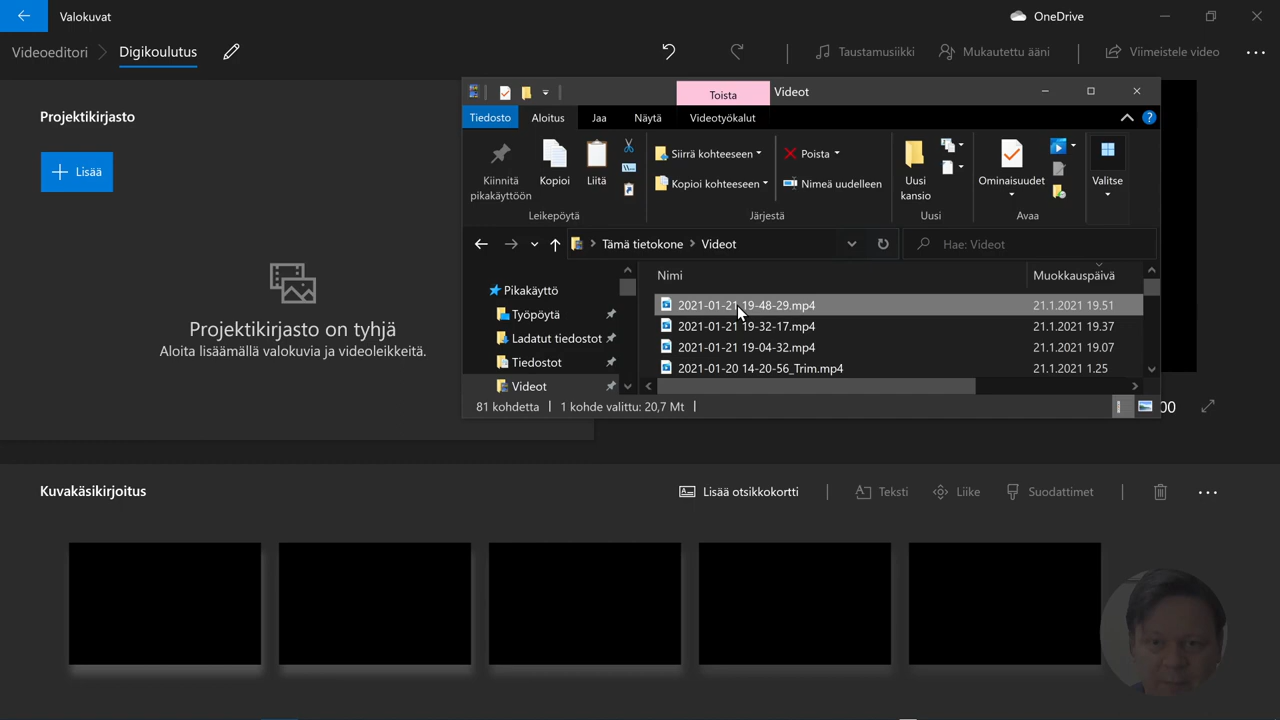 Valokuvat
OneDrive
Videoeditori
Digikoulutus
Taustamusiikki
Mukautettu ääni
Viimeistele video
Projektikirjasto
Lisää
Projektikirjasto on tyhjä
Aloita lisäämällä valokuvia ja videoleikkeitä.
Toista
Videot
Tiedosto
Aloitus
Jaa
Näytä
Videotyökalut
Kiinnitä
pikakäyttöön
Kopioi
Liitä
Leikepöytä
Siirrä kohteeseen
Kopioi kohteeseen
Poista
Nimeä uudelleen
Järjestä
Uusi
kansio
Uusi
Ominaisuudet
Avaa
Valitse
Tämä tietokone
Videot
Hae: Videot
Pikakäyttö
Työpöytä
Ladatut tiedostot
Tiedostot
Videot
Nimi
Muokkauspäivä
2021-01-21 19-48-29.mp4 21.1.2021 19.51
2021-01-21 19-32-17.mp4 21.1.2021 19.37
2021-01-21 19-04-32.mp4 21.1.2021 19.07
2021-01-20 14-20-56_Trim.mp4 21.1.2021 1.25
81 kohdetta
1 kohde valittu: 20,7 Mt
00
Kuvakäsikirjoitus
Lisää otsikkokortti
Teksti
Liike
Suodattimet